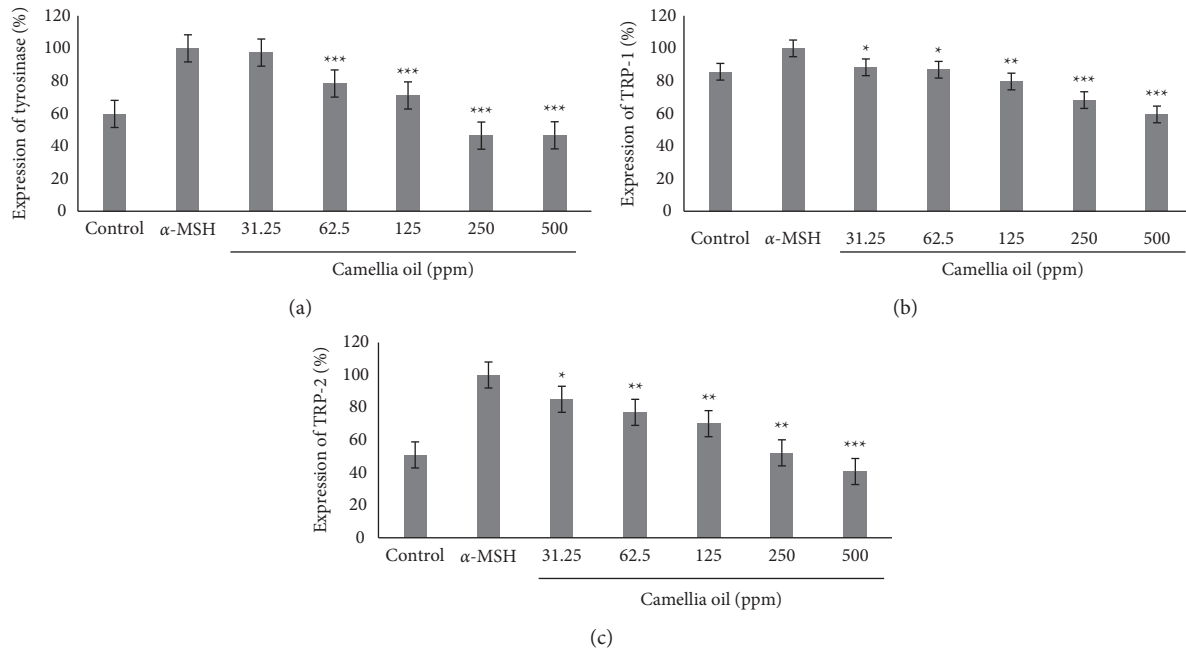 Expression of tyrosinase (%)
120
100
80
60
40
20
0
***
***
***
***
Control α-MSH 31.25 62.5 125 250 500
Camellia oil (ppm)
(a)
Expression of TRP-1 (%)
120
100
80
60
40
20
0
*
*
**
***
***
Control α-MSH 31.25 62.5 125 250 500
Camellia oil (ppm)
(b)
Expression of TRP-2 (%)
120
100
80
60
40
20
0
*
**
**
**
***
Control α-MSH 31.25 62.5 125 250 500
Camellia oil (ppm)
(c)